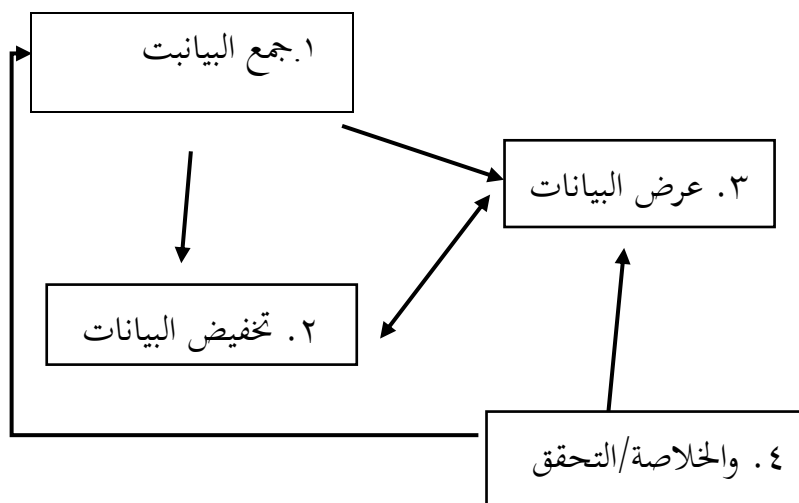 ١.جمع البيانبت
٣. عرض البيانات
٢. تخفيض البيانات
٤. والخلاصة/التحقق